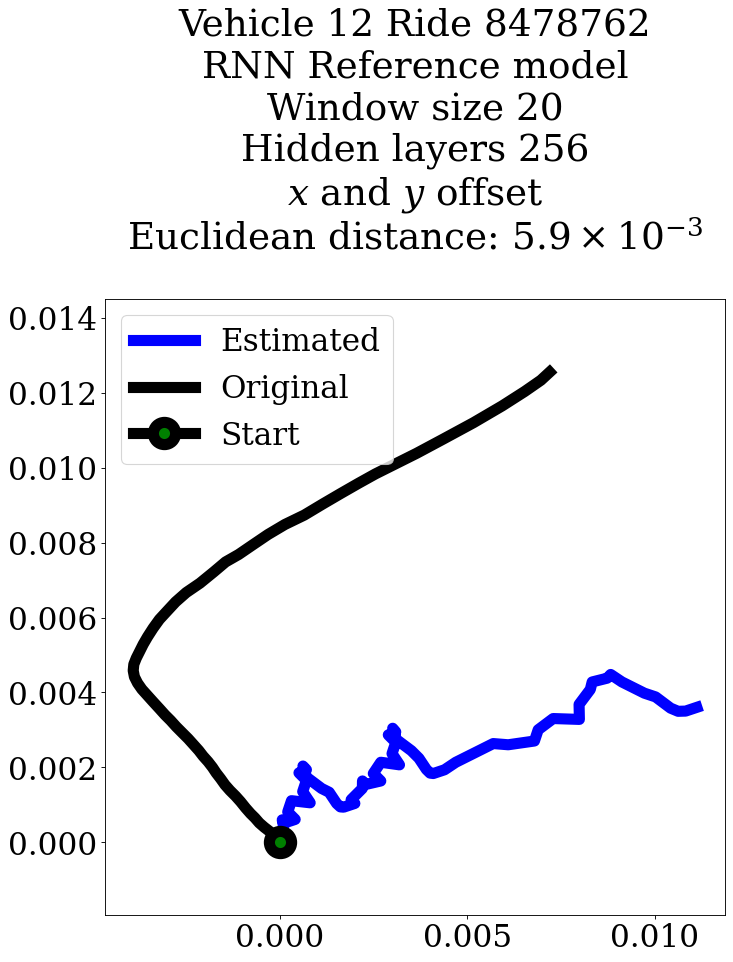 Vehicle 12 Ride 8478762
RNN Reference model
Window size 20
Hidden layers 256
x and y offset
Euclidean distance: 5.9 × 10⁻³
Estimated
Original
Start
0.014
0.012
0.010
0.008
0.006
0.004
0.002
0.000
0.000 0.005 0.010